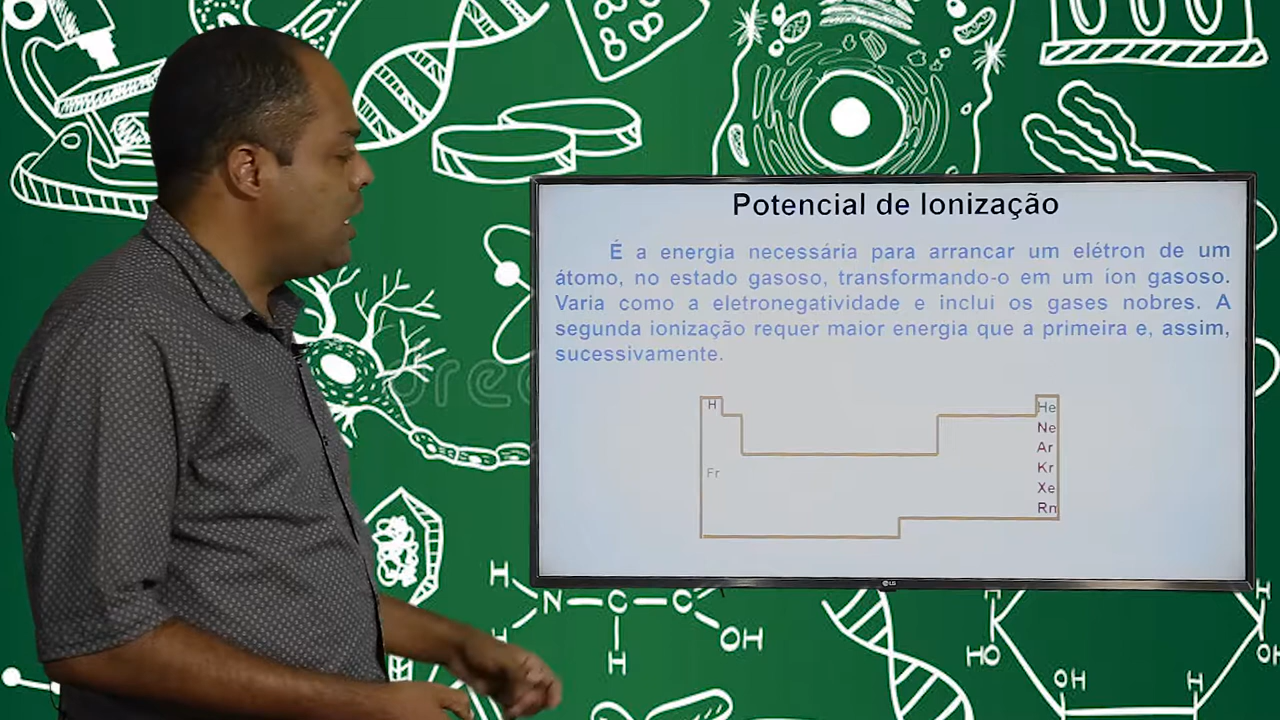 Potencial de Ionização
É a energia necessária para arrancar um elétron de um
átomo, no estado gasoso, transformando-o em um íon gasoso.
Varia como a eletronegatividade e inclui os gases nobres. A
segunda ionização requer maior energia que a primeira e, assim,
sucessivamente.
H
He
Ne
Ar
Kr
Fr
Xe
Rn
LG
H
N C C
OH
H
H
HO
OH
H
H
OH